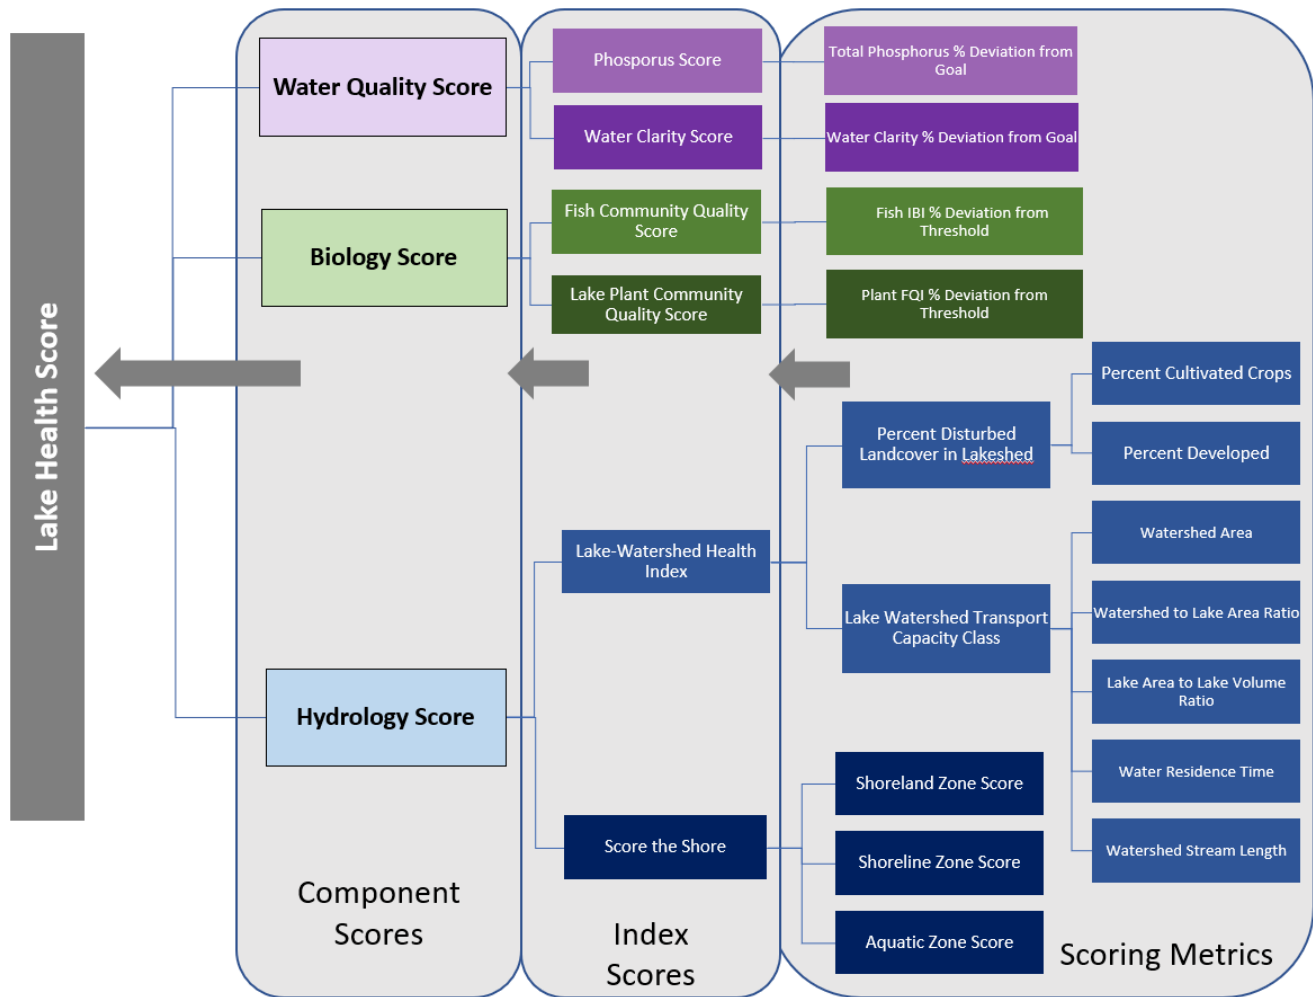 Lake Health Score
Water Quality Score
Biology Score
Hydrology Score
Component
Scores
Phosporus Score
Water Clarity Score
Fish Community Quality
Score
Lake Plant Community
Quality Score
Lake-Watershed Health
Index
Score the Shore
Index
Scores
Total Phosphorus % Deviation from
Goal
Water Clarity % Deviation from Goal
Fish IBI % Deviation from
Threshold
Plant FQI % Deviation from
Threshold
Percent Disturbed
Landcover in Lakeshed
Lake Watershed Transport
Capacity Class
Shoreland Zone Score
Shoreline Zone Score
Aquatic Zone Score
Percent Cultivated Crops
Percent Developed
Watershed Area
Watershed to Lake Area Ratio
Lake Area to Lake Volume
Ratio
Water Residence Time
Watershed Stream Length
Scoring Metrics